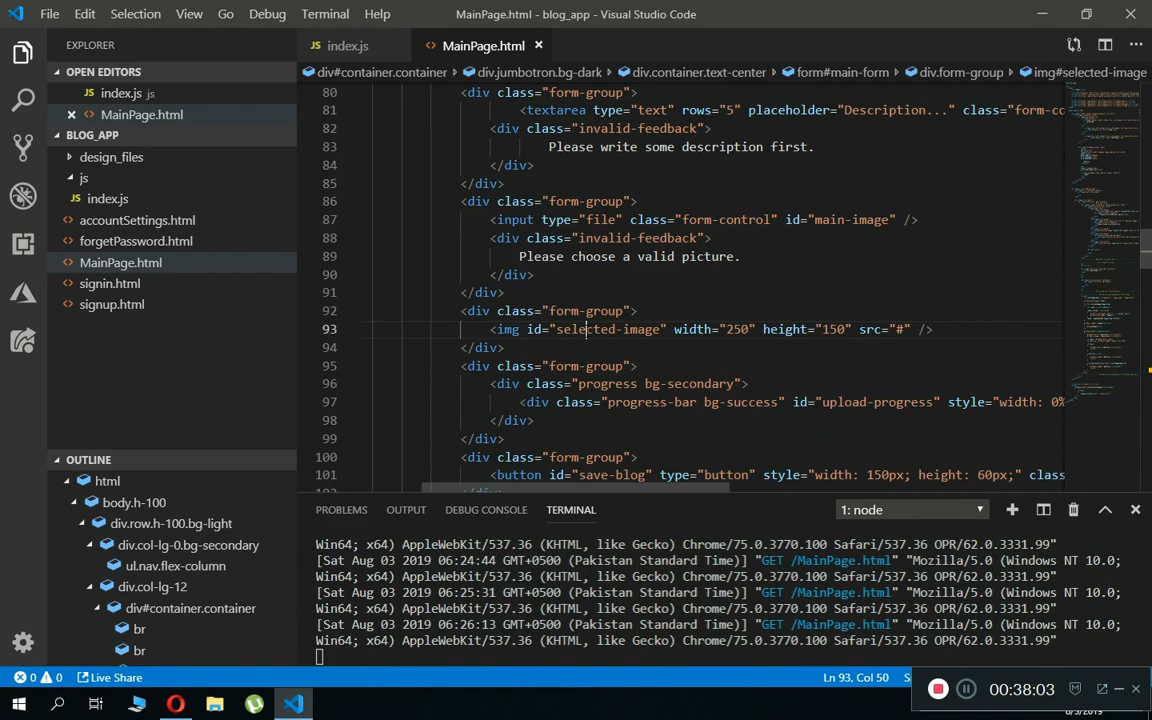 File Edit Selection View Go Debug Terminal Help MainPage.html - blog_app - Visual Studio Code
EXPLORER
OPEN EDITORS
index.js js
MainPage.html
BLOG_APP
design_files
js
index.js
accountSettings.html
forgetPassword.html
MainPage.html
signin.html
signup.html
OUTLINE
html
body.h-100
div.row.h-100.bg-light
div.col-lg-0.bg-secondary
ul.nav.flex-column
div.col-lg-12
div#container.container
br
br
JS index.js MainPage.html
div#container.container div.jumbotron.bg-dark div.container.text-center form#main-form div.form-group img#selected-image
80 <div class="form-group">
81 <textarea type="text" rows="5" placeholder="Description..." class="form-co
82 <div class="invalid-feedback">
83 Please write some description first.
84 </div>
85 </div>
86 <div class="form-group">
87 <input type="file" class="form-control" id="main-image" />
88 <div class="invalid-feedback">
89 Please choose a valid picture.
90 </div>
91 </div>
92 <div class="form-group">
93 <img id="selected-image" width="250" height="150" src="#" />
94 </div>
95 <div class="form-group">
96 <div class="progress bg-secondary">
97 <div class="progress-bar bg-success" id="upload-progress" style="width: 0%
98 </div>
99 </div>
100 <div class="form-group">
101 <button id="save-blog" type="button" style="width: 150px; height: 60px;" class
PROBLEMS OUTPUT DEBUG CONSOLE TERMINAL 1: node
Win64; x64) AppleWebKit/537.36 (KHTML, like Gecko) Chrome/75.0.3770.100 Safari/537.36 OPR/62.0.3331.99"
[Sat Aug 03 2019 06:24:44 GMT+0500 (Pakistan Standard Time)] "GET /MainPage.html" "Mozilla/5.0 (Windows NT 10.0;
Win64; x64) AppleWebKit/537.36 (KHTML, like Gecko) Chrome/75.0.3770.100 Safari/537.36 OPR/62.0.3331.99"
[Sat Aug 03 2019 06:25:31 GMT+0500 (Pakistan Standard Time)] "GET /MainPage.html" "Mozilla/5.0 (Windows NT 10.0;
Win64; x64) AppleWebKit/537.36 (KHTML, like Gecko) Chrome/75.0.3770.100 Safari/537.36 OPR/62.0.3331.99"
[Sat Aug 03 2019 06:26:13 GMT+0500 (Pakistan Standard Time)] "GET /MainPage.html" "Mozilla/5.0 (Windows NT 10.0;
Win64; x64) AppleWebKit/537.36 (KHTML, like Gecko) Chrome/75.0.3770.100 Safari/537.36 OPR/62.0.3331.99"
0 0 Live Share Ln 93, Col 50
00:38:03